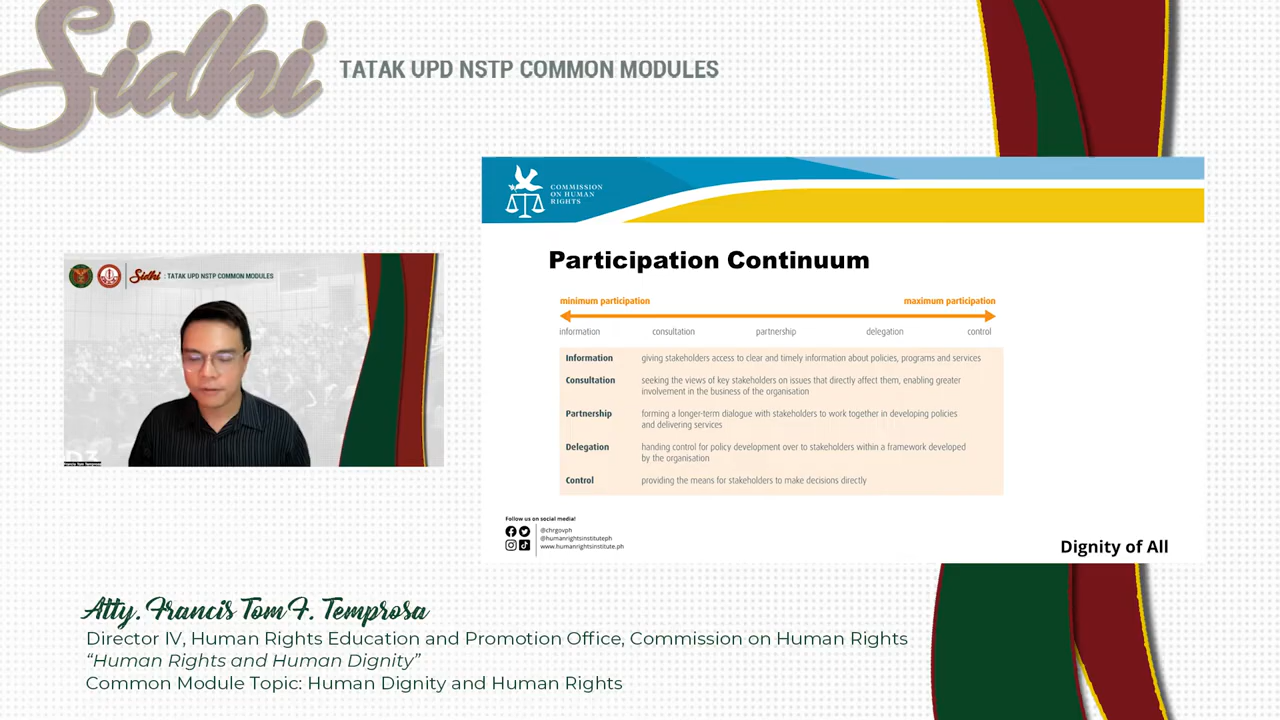 Sidhi
TATAK UPD NSTP COMMON MODULES
COMMISSION
ON HUMAN
RIGHTS
Participation Continuum
minimum participation maximum participation
information consultation partnership delegation control
Information giving stakeholders access to clear and timely information about policies, programs and services
Consultation seeking the views of key stakeholders on issues that directly affect them, enabling greater
involvement in the business of the organisation
Partnership forming a longer-term dialogue with stakeholders to work together in developing policies
and delivering services
Delegation handing control for policy development over to stakeholders within a framework developed
by the organisation
Control providing the means for stakeholders to make decisions directly
Follow us on social media!
@chrgovph
@humanrightsinstituteph
www.humanrightsinstitute.ph
Dignity of All
Sidhi : TATAK UPD NSTP COMMON MODULES
Francis Tom Temprosa
Atty. Francis Tom F. Temprosa
Director IV, Human Rights Education and Promotion Office, Commission on Human Rights
“Human Rights and Human Dignity”
Common Module Topic: Human Dignity and Human Rights